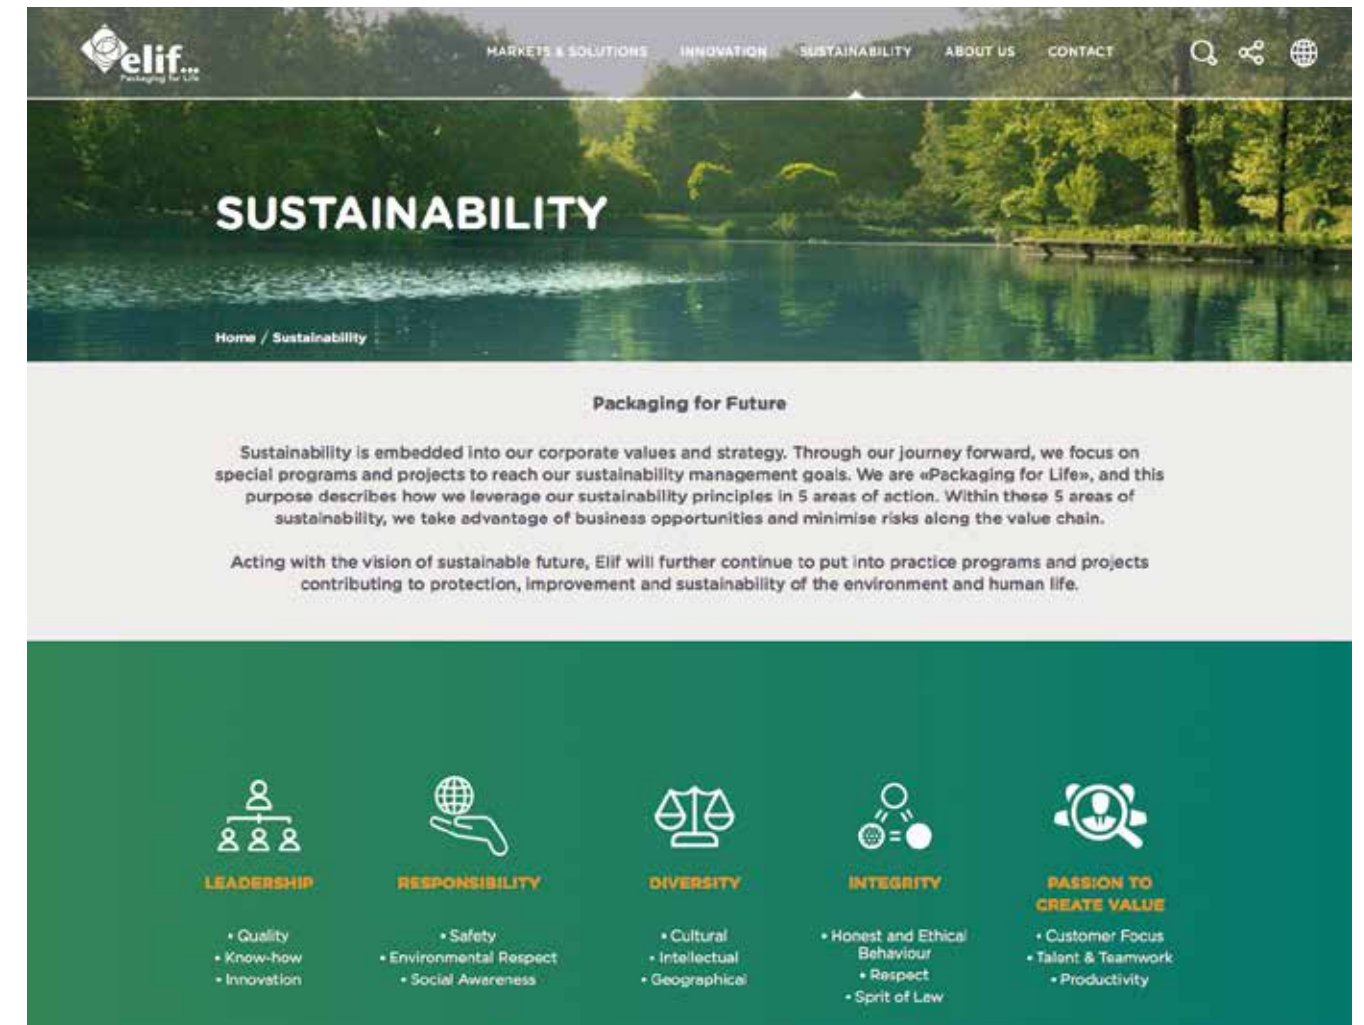 elif...
Packaging for Life
MARKETS & SOLUTIONS INNOVATION SUSTAINABILITY ABOUT US CONTACT
SUSTAINABILITY
Home / Sustainability
Packaging for Future
Sustainability is embedded into our corporate values and strategy. Through our journey forward, we focus on
special programs and projects to reach our sustainability management goals. We are «Packaging for Life», and this
purpose describes how we leverage our sustainability principles in 5 areas of action. Within these 5 areas of
sustainability, we take advantage of business opportunities and minimise risks along the value chain.
Acting with the vision of sustainable future, Elif will further continue to put into practice programs and projects
contributing to protection, improvement and sustainability of the environment and human life.
LEADERSHIP
• Quality
• Know-how
• Innovation
RESPONSIBILITY
• Safety
• Environmental Respect
• Social Awareness
DIVERSITY
• Cultural
• Intellectual
• Geographical
INTEGRITY
• Honest and Ethical
Behaviour
• Respect
• Sprit of Law
PASSION TO
CREATE VALUE
• Customer Focus
• Talent & Teamwork
• Productivity